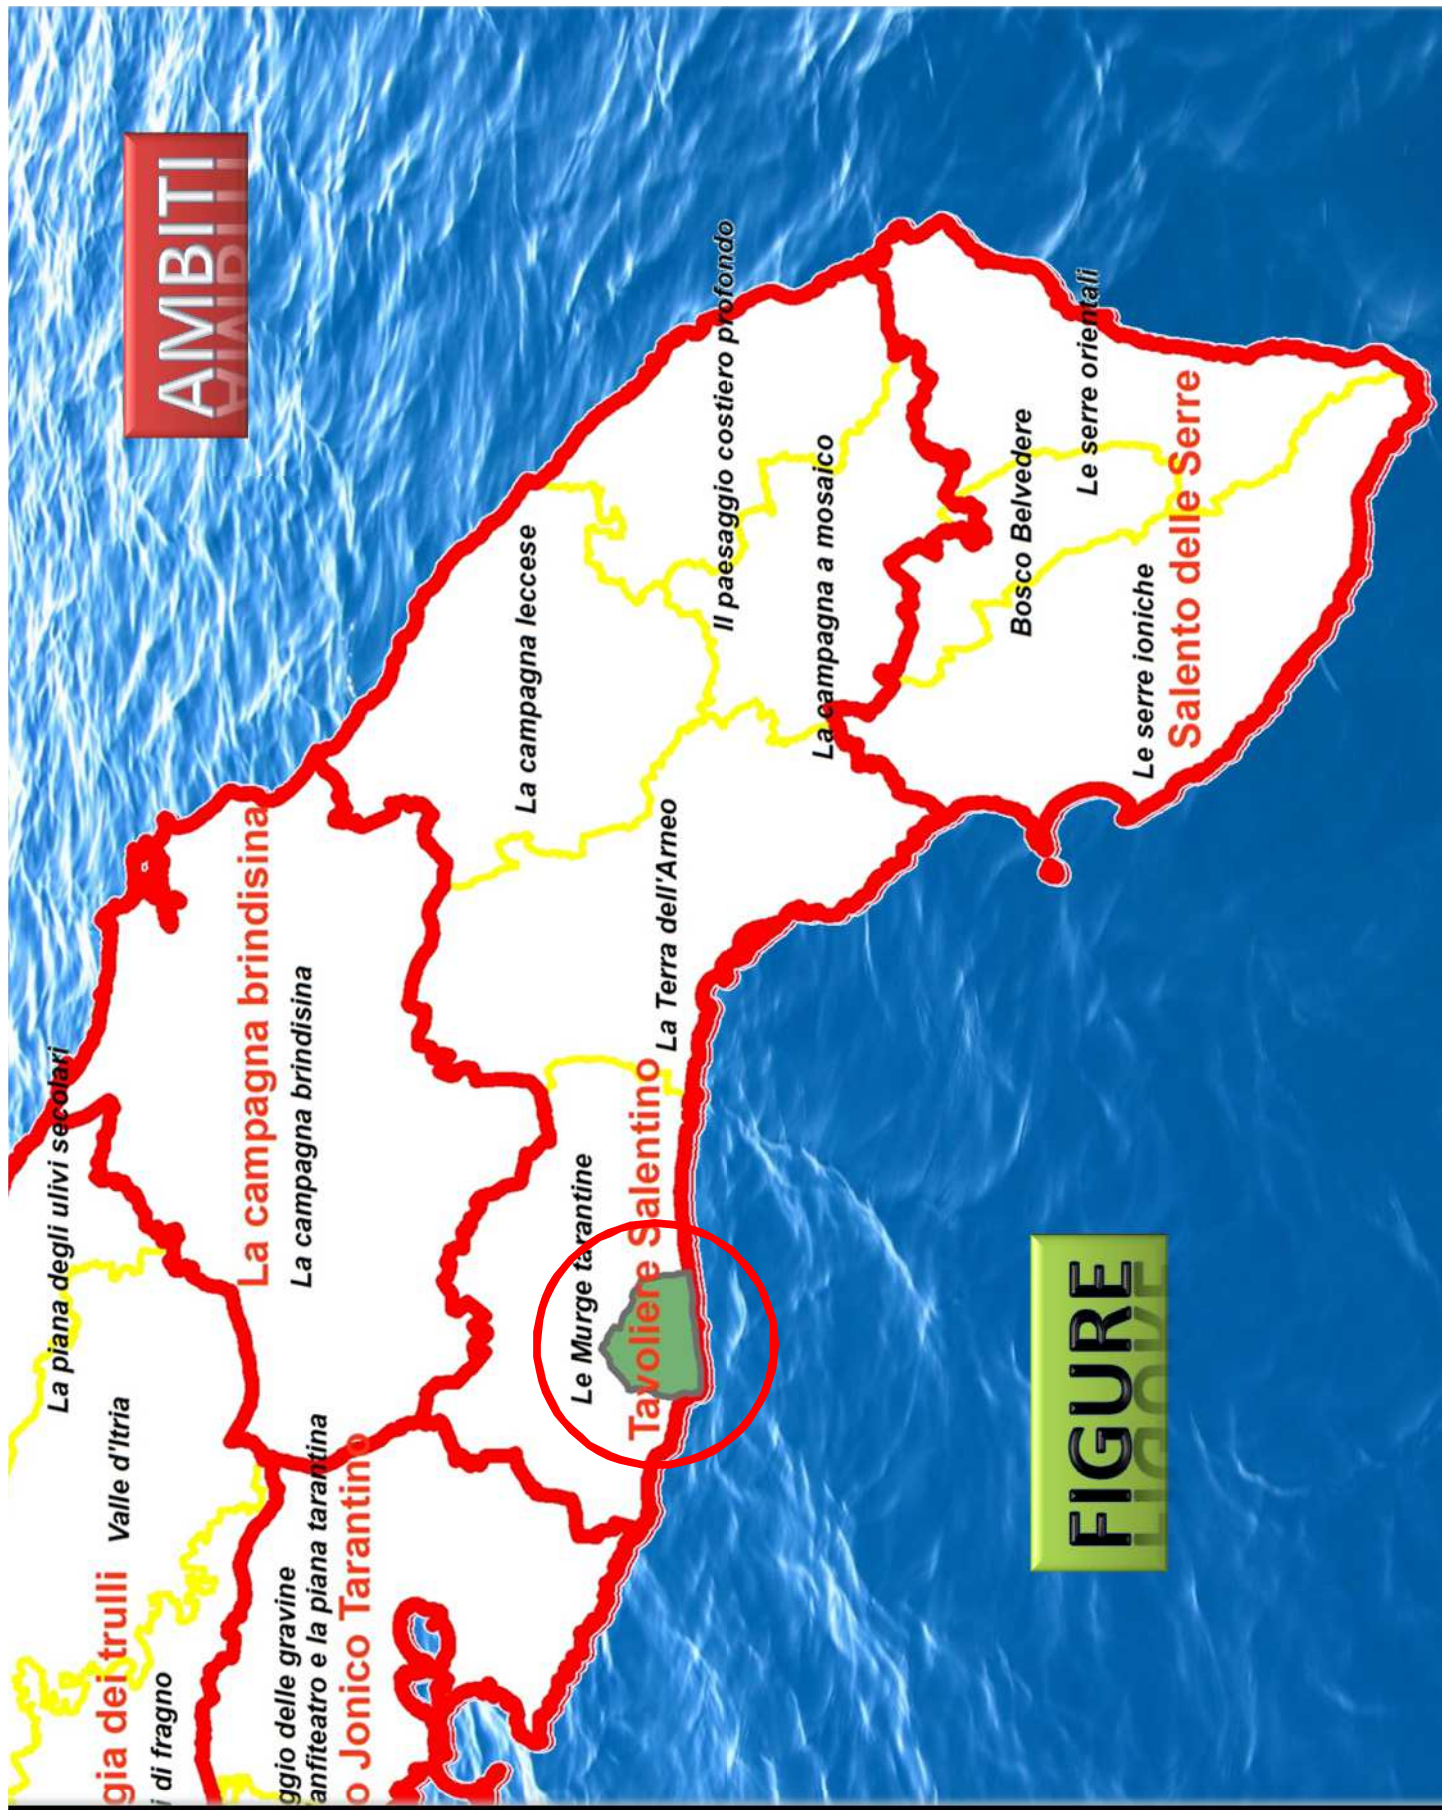 AMBITI
La piana degli ulivi secolari
Valle d'Itria
gia dei trulli
i di fragno
La campagna brindisina
La campagna brindisina
ggio delle gravine
anfiteatro e la piana tarantina
o Jonico Tarantino
La campagna leccese
Il paesaggio costiero profondo
La campagna a mosaico
La Terra dell'Arneo
Le Murge tarantine
Tavoliere Salentino
Bosco Belvedere
Le serre orientali
Le serre ioniche
Salento delle Serre
FIGURE